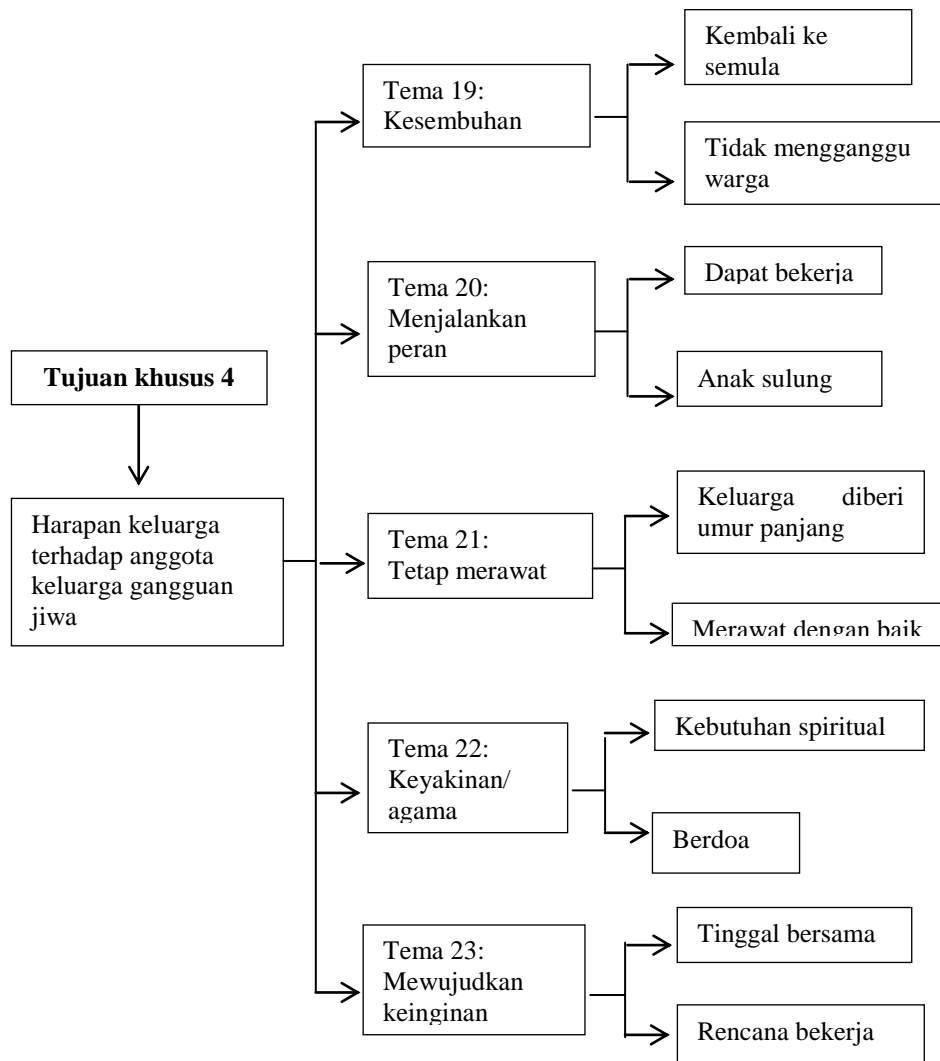 Tujuan khusus 4
Harapan keluarga
terhadap anggota
keluarga gangguan
jiwa
Tema 19:
Kesembuhan
Kembali ke
semula
Tidak mengganggu
warga
Tema 20:
Menjalankan
peran
Dapat bekerja
Anak sulung
Tema 21:
Tetap merawat
Keluarga diberi
umur panjang
Merawat dengan baik
Tema 22:
Keyakinan/
agama
Kebutuhan spiritual
Berdoa
Tema 23:
Mewujudkan
keinginan
Tinggal bersama
Rencana bekerja